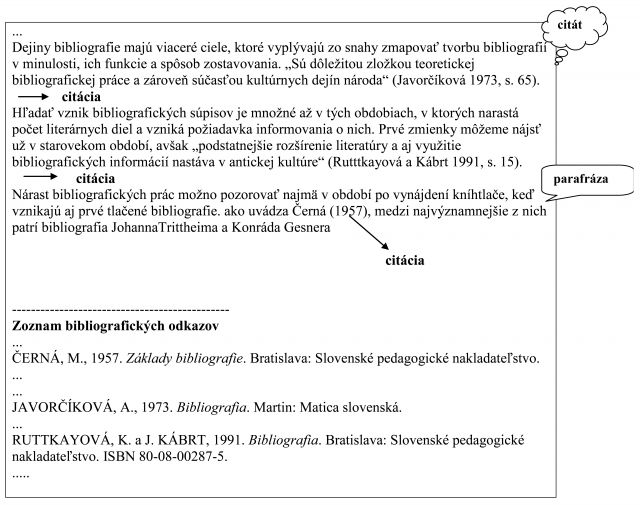 citát
...
Dejiny bibliografie majú viaceré ciele, ktoré vyplývajú zo snahy zmapovať tvorbu bibliografií
v minulosti, ich funkcie a spôsob zostavovania. „Sú dôležitou zložkou teoretickej
bibliografickej práce a zároveň súčasťou kultúrnych dejín národa“ (Javorčíková 1973, s. 65).
citácia
Hľadať vznik bibliografických súpisov je množné až v tých obdobiach, v ktorých narastá
počet literárnych diel a vzniká požiadavka informovania o nich. Prvé zmienky môžeme nájsť
už v starovekom období, avšak „podstatnejšie rozšírenie literatúry a aj využitie
bibliografických informácií nastáva v antickej kultúre“ (Rutttkayová a Kábrt 1991, s. 15).
citácia
parafráza
Nárast bibliografických prác možno pozorovať najmä v období po vynájdení kníhtlače, keď
vznikajú aj prvé tlačené bibliografie. ako uvádza Černá (1957), medzi najvýznamnejšie z nich
patrí bibliografia JohannaTrittheima a Konráda Gesnera
citácia
----------------------------------------------
Zoznam bibliografických odkazov
...
ČERNÁ, M., 1957. Základy bibliografie. Bratislava: Slovenské pedagogické nakladateľstvo.
...
...
JAVORČÍKOVÁ, A., 1973. Bibliografia. Martin: Matica slovenská.
...
RUTTKAYOVÁ, K. a J. KÁBRT, 1991. Bibliografia. Bratislava: Slovenské pedagogické
nakladateľstvo. ISBN 80-08-00287-5.
.....